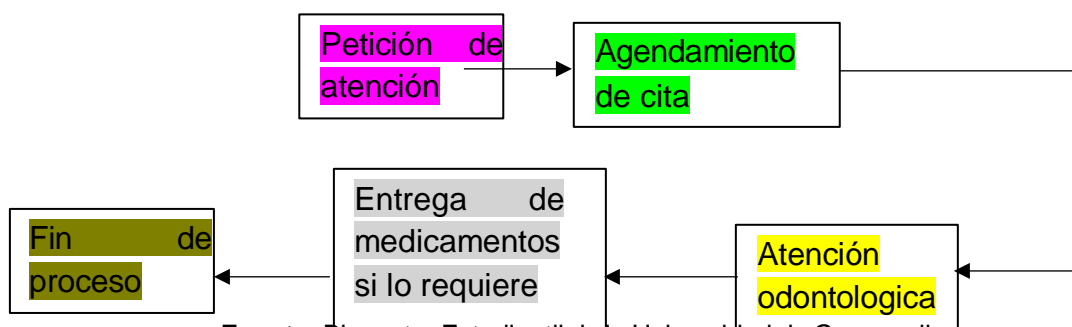 Petición de
atención
Agendamiento
de cita
Entrega de
medicamentos
si lo requiere
Fin de
proceso
Atención
odontologica